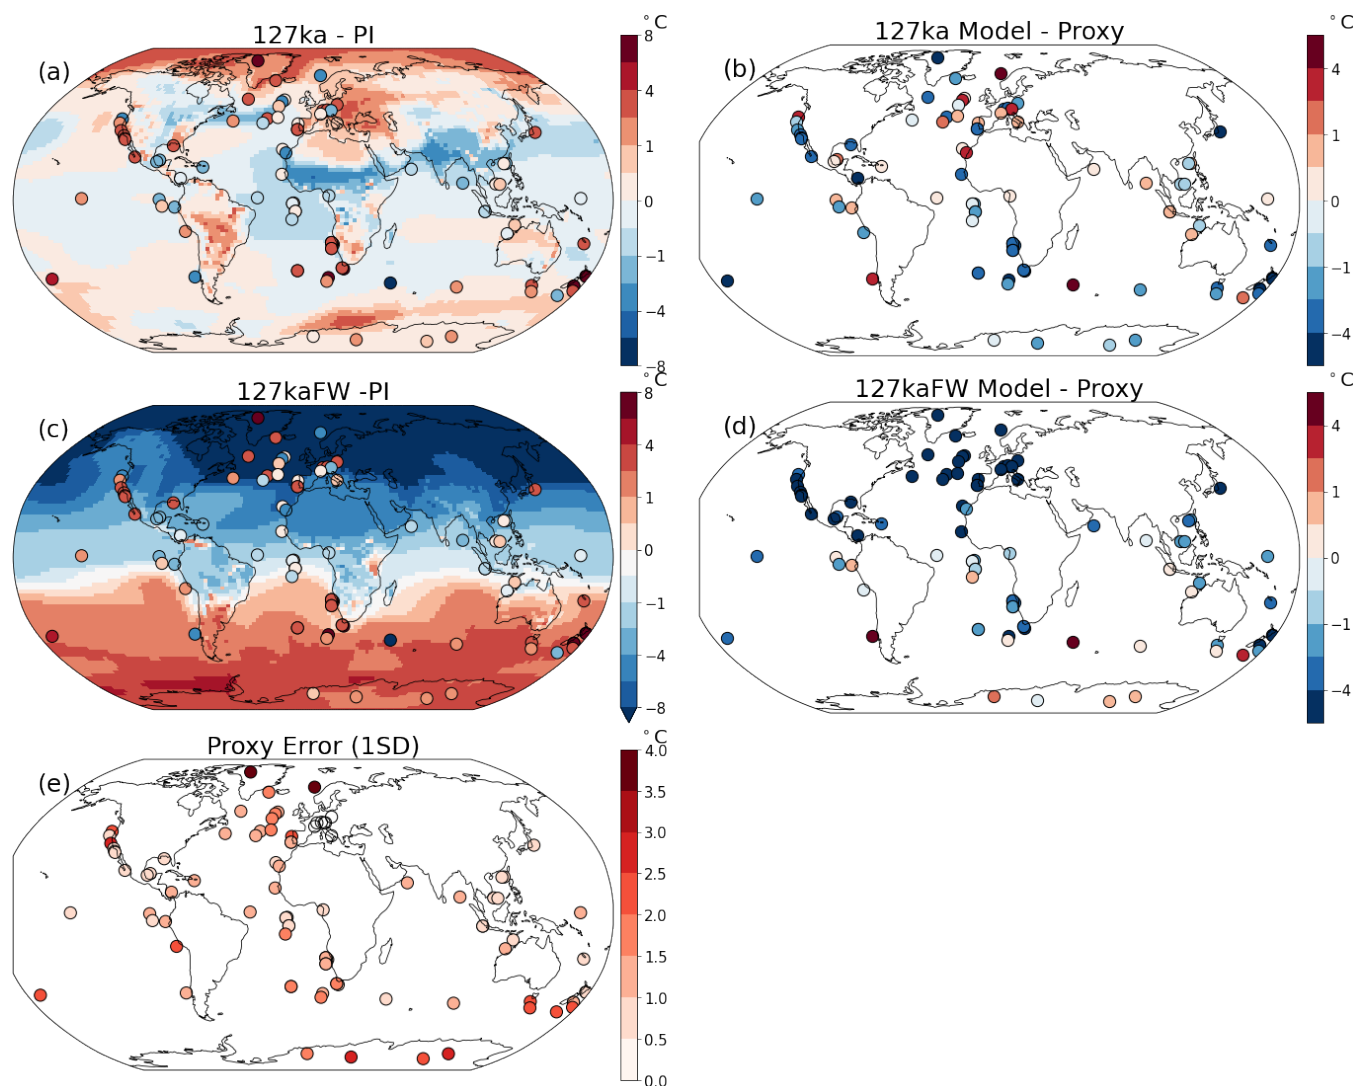 127ka - PI
(a)
°C
8
4
1
0
−1
−4
−8
127ka Model - Proxy
(b)
°C
4
1
0
−1
−4
127kaFW -PI
(c)
°C
8
4
1
0
−1
−4
−8
127kaFW Model - Proxy
(d)
°C
4
1
0
−1
−4
Proxy Error (1SD)
(e)
°C
4.0
3.5
3.0
2.5
2.0
1.5
1.0
0.5
0.0